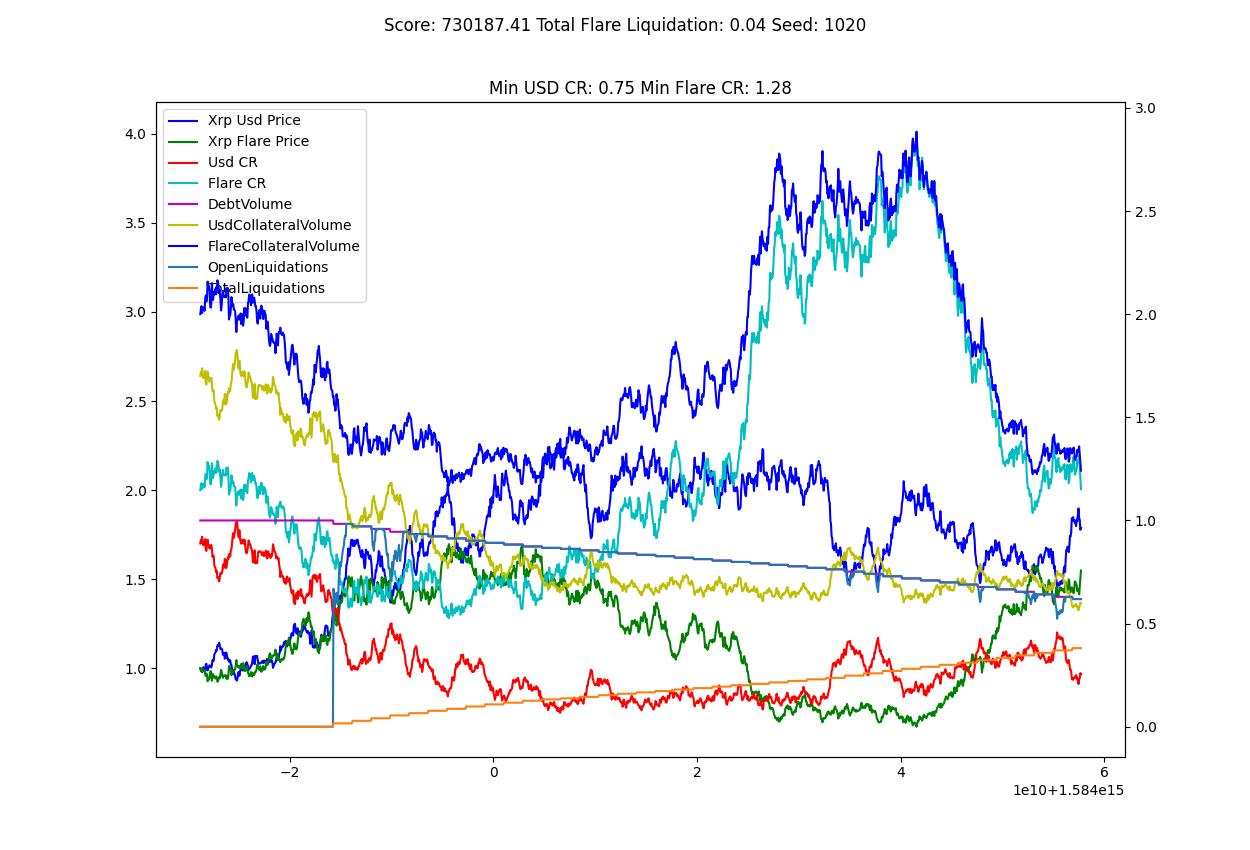 Score: 730187.41 Total Flare Liquidation: 0.04 Seed: 1020
Min USD CR: 0.75 Min Flare CR: 1.28
Xrp Usd Price
Xrp Flare Price
Usd CR
Flare CR
DebtVolume
UsdCollateralVolume
FlareCollateralVolume
OpenLiquidations
TotalLiquidations
4.0
3.5
3.0
2.5
2.0
1.5
1.0
3.0
2.5
2.0
1.5
1.0
0.5
0.0
−2 0 2 4 6
1e10+1.584e15